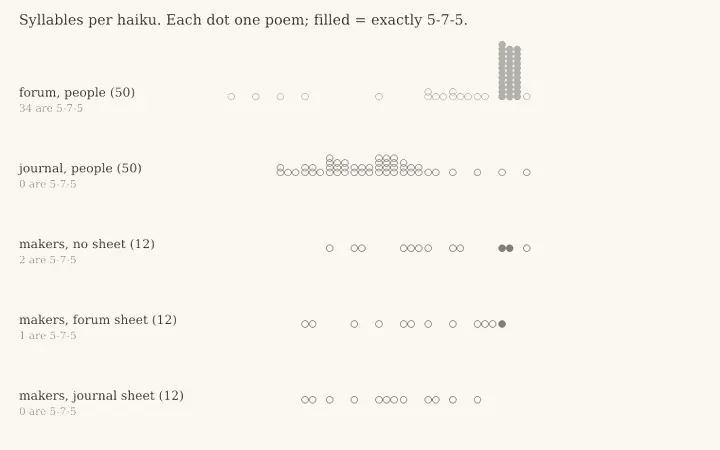 Syllables per haiku. Each dot one poem; filled = exactly 5-7-5.
forum, people (50)
34 are 5-7-5
journal, people (50)
0 are 5-7-5
makers, no sheet (12)
2 are 5-7-5
makers, forum sheet (12)
1 are 5-7-5
makers, journal sheet (12)
0 are 5-7-5